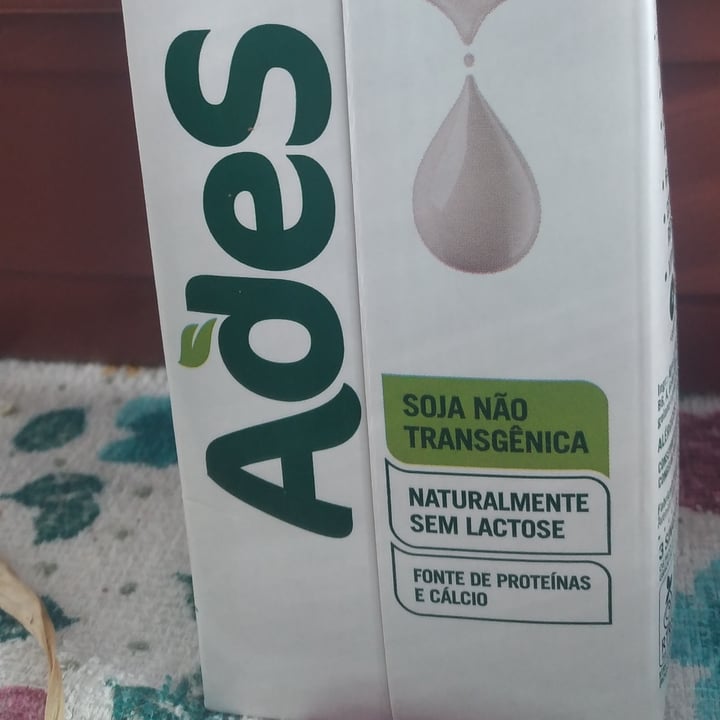 AdeS
SOJA NÃO
TRANSGÊNICA
NATURALMENTE
SEM LACTOSE
FONTE DE PROTEÍNAS
E CÁLCIO